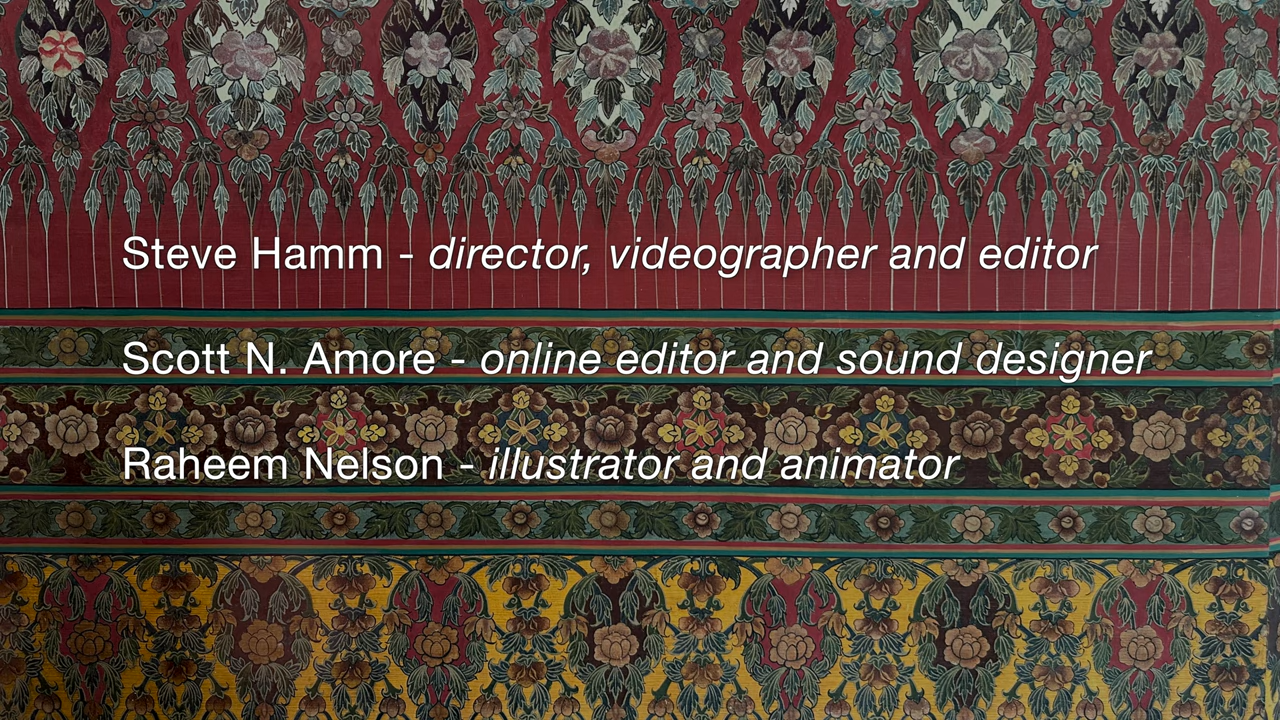 Steve Hamm - director, videographer and editor
Scott N. Amore - online editor and sound designer
Raheem Nelson - illustrator and animator